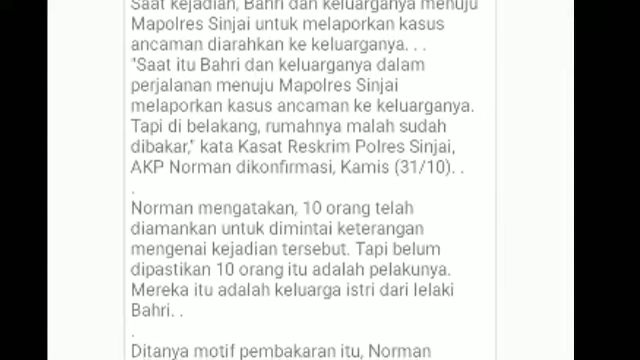 Saat kejadian, Bahri dan keluarganya menuju
Mapolres Sinjai untuk melaporkan kasus
ancaman diarahkan ke keluarganya. . .
"Saat itu Bahri dan keluarganya dalam
perjalanan menuju Mapolres Sinjai
melaporkan kasus ancaman ke keluarganya.
Tapi di belakang, rumahnya malah sudah
dibakar," kata Kasat Reskrim Polres Sinjai,
AKP Norman dikonfirmasi, Kamis (31/10). .
.
Norman mengatakan, 10 orang telah
diamankan untuk dimintai keterangan
mengenai kejadian tersebut. Tapi belum
dipastikan 10 orang itu adalah pelakunya.
Mereka itu adalah keluarga istri dari lelaki
Bahri. .
.
Ditanya motif pembakaran itu, Norman